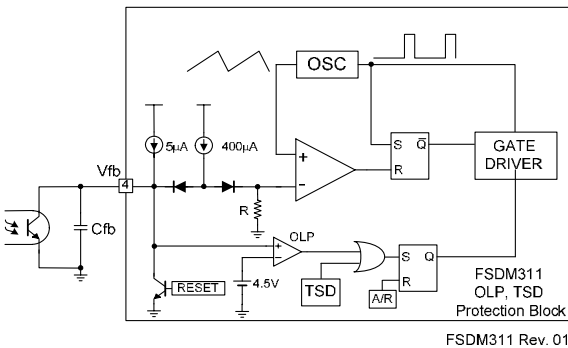 OSC
5µA
400µA
Vfb
4
+
−
S
Q̅
R
GATE
DRIVER
R
Cfb
OLP
+
−
RESET
4.5V
TSD
S
Q
R
A/R
FSDM311
OLP, TSD
Protection Block
FSDM311 Rev. 01